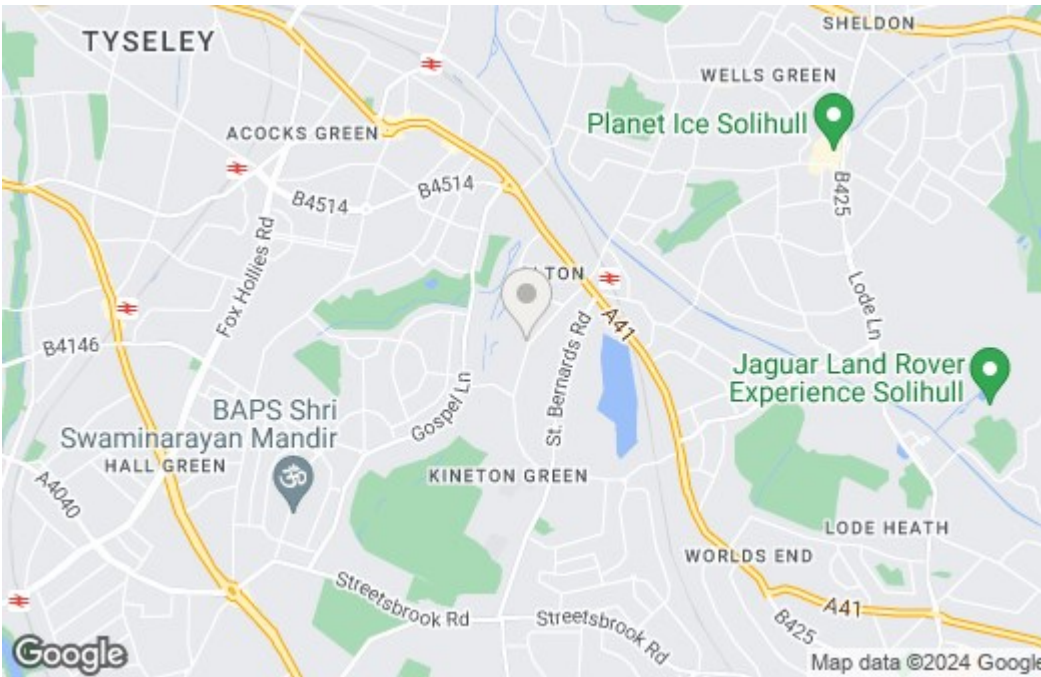 SHELDON
TYSELEY
WELLS GREEN
Planet Ice Solihull
ACOCKS GREEN
B4514
B4514
B425
Fox Hollies Rd
LTON
Lode Ln
A41
B4146
St. Bernards Rd
Jaguar Land Rover
Experience Solihull
Gospel Ln
BAPS Shri
Swaminarayan Mandir
HALL GREEN
KINETON GREEN
A4040
LODE HEATH
WORLDS END
Streetsbrook Rd
Streetsbrook Rd
A41
B425
Google
Map data ©2024 Google